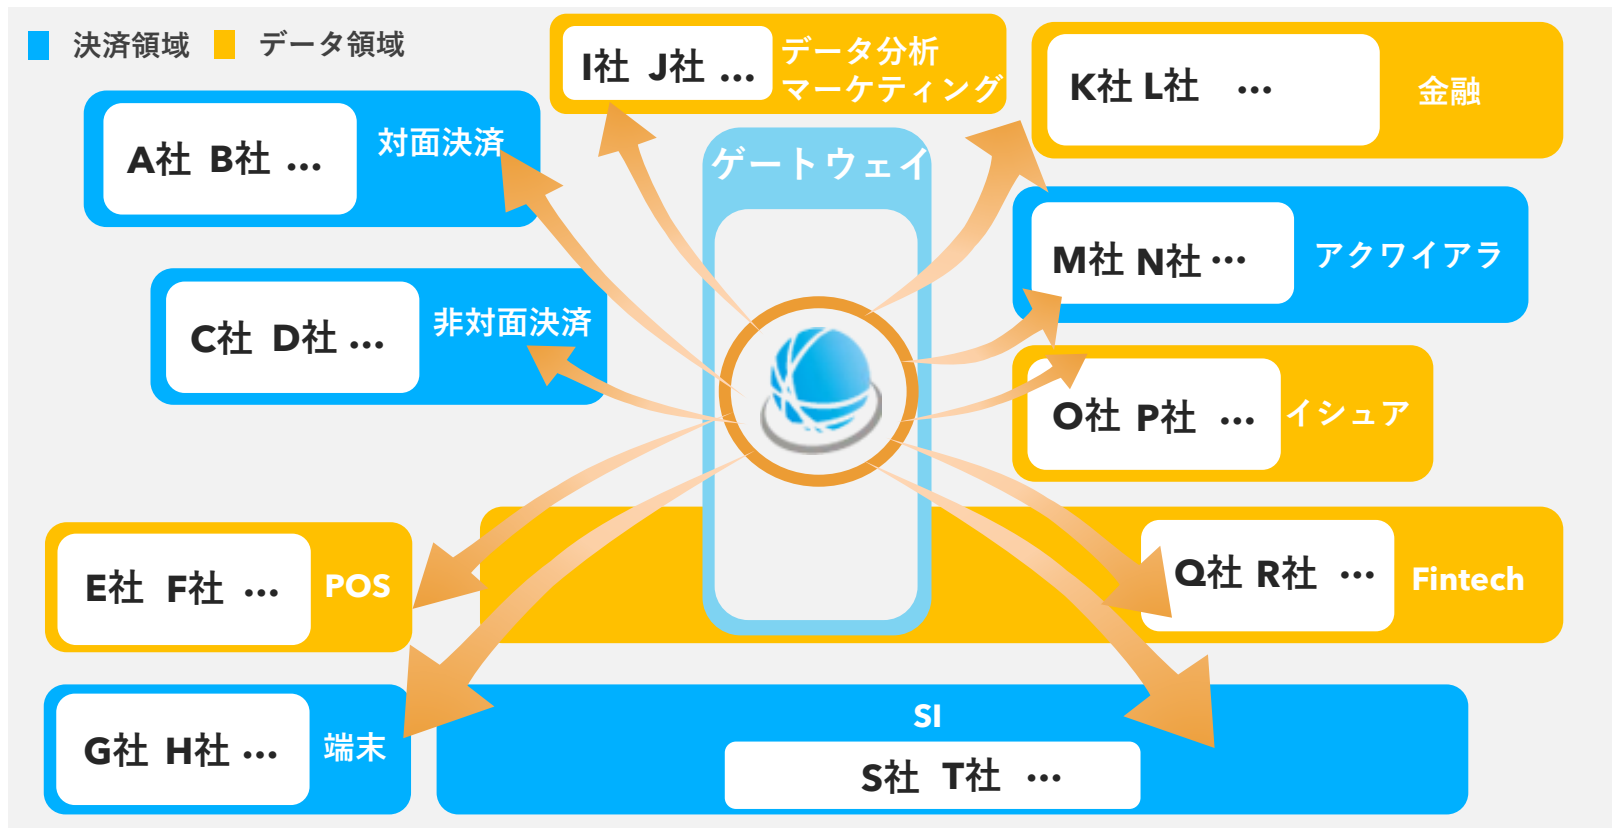 決済領域 データ領域
I社 J社 …
データ分析
マーケティング
K社 L社 …
金融
A社 B社 …
対面決済
ゲートウェイ
M社 N社 …
アクワイアラ
C社 D社 …
非対面決済
O社 P社 …
イシュア
E社 F社 …
POS
Q社 R社 …
Fintech
G社 H社 …
端末
SI
S社 T社 …